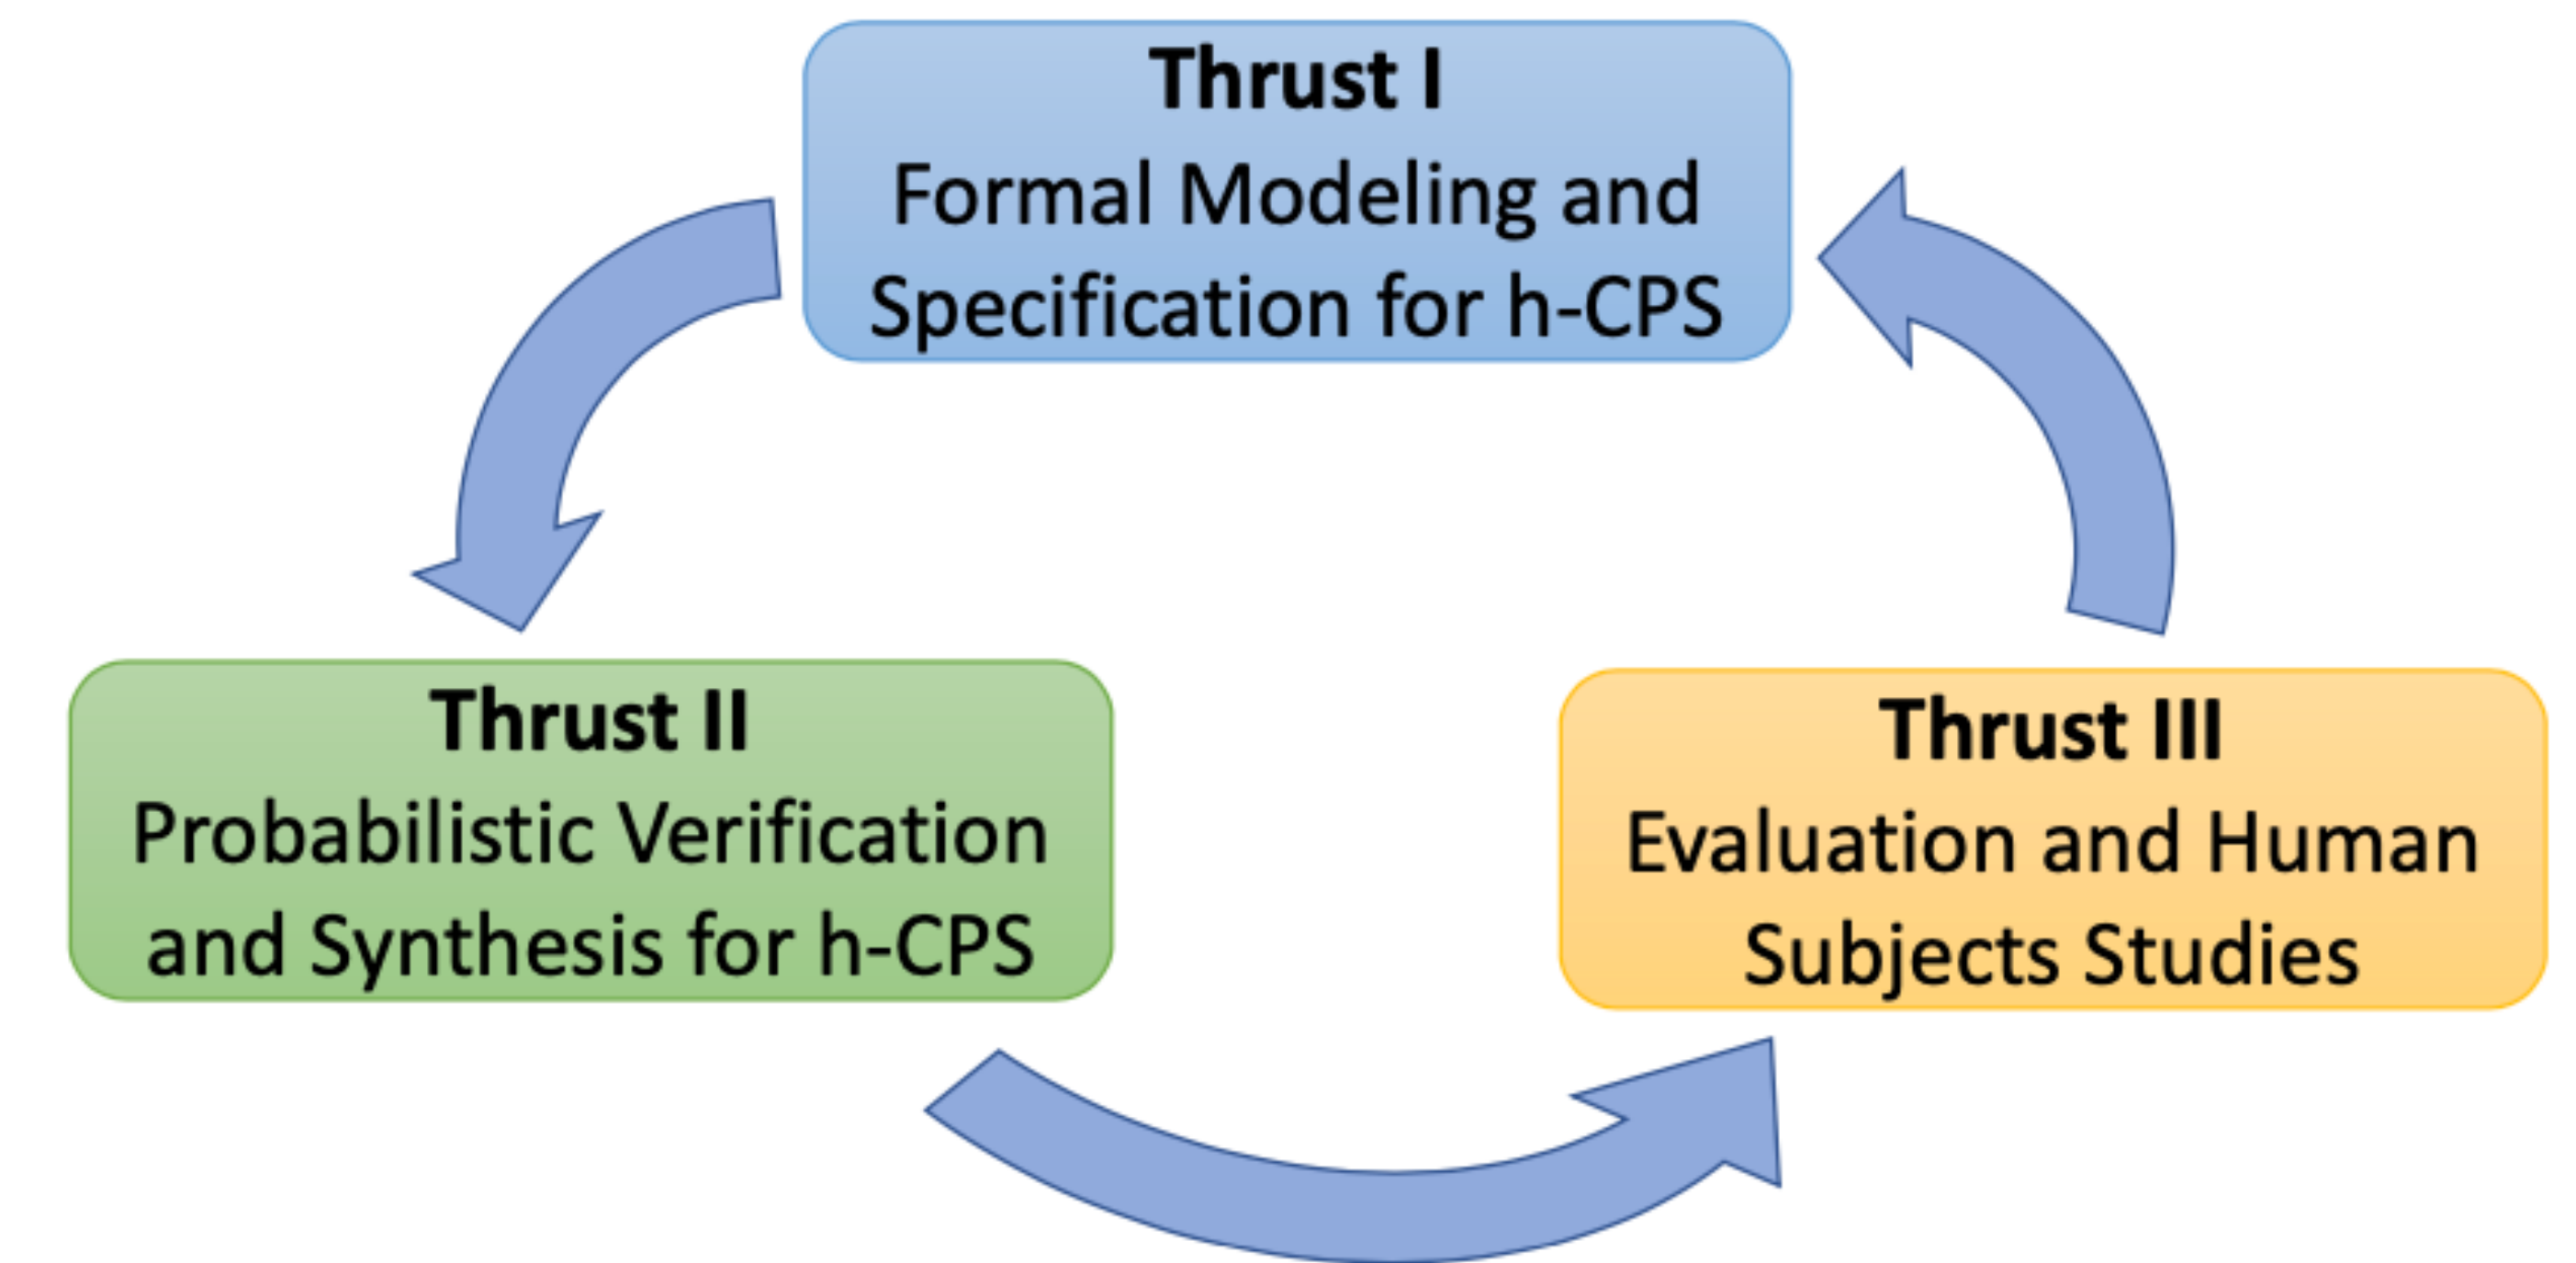 Thrust I
Formal Modeling and
Specification for h-CPS
Thrust II
Probabilistic Verification
and Synthesis for h-CPS
Thrust III
Evaluation and Human
Subjects Studies